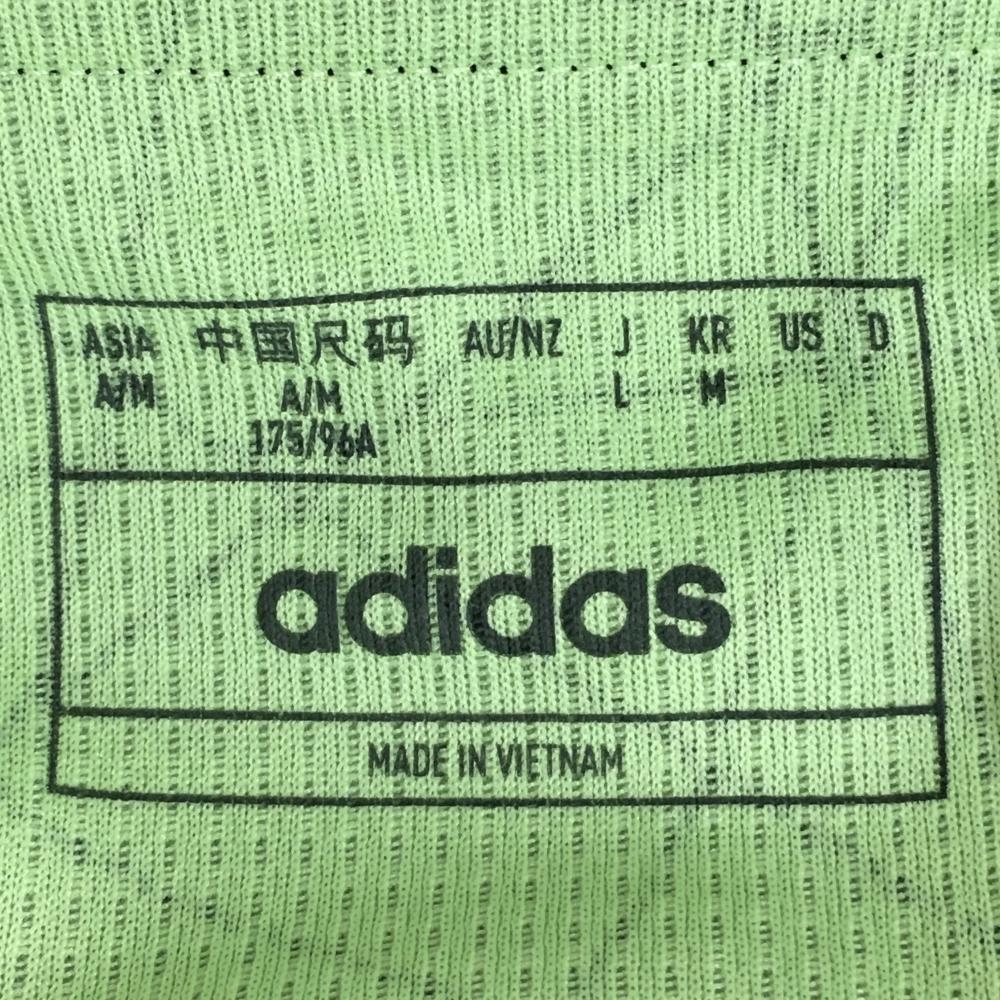 ASIA 中国尺码 AU/NZ J KR US D
A/M A/M L M
175/96A
adidas
MADE IN VIETNAM